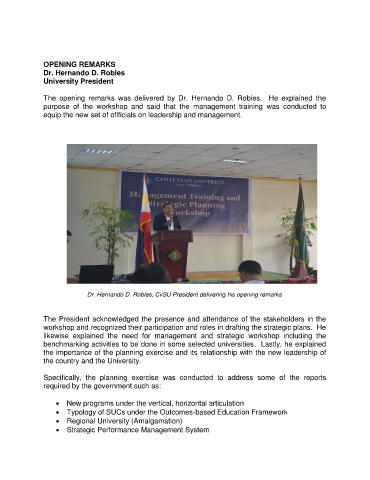 OPENING REMARKS
Dr. Hernando D. Robles
University President
The opening remarks was delivered by Dr. Hernando D. Robles. He explained the
purpose of the workshop and said that the management training was conducted to
equip the new set of officials on leadership and management.
CAVITE STATE UNIVERSITY
Management Training and
Strategic Planning
Workshop
Dr. Hernando D. Robles, CvSU President delivering his opening remarks
The President acknowledged the presence and attendance of the stakeholders in the
workshop and recognized their participation and roles in drafting the strategic plans. He
likewise explained the need for management and strategic workshop including the
benchmarking activities to be done in some selected universities. Lastly, he explained
the importance of the planning exercise and its relationship with the new leadership of
the country and the University.
Specifically, the planning exercise was conducted to address some of the reports
required by the government such as:
• New programs under the vertical, horizontal articulation
• Typology of SUCs under the Outcomes-based Education Framework
• Regional University (Amalgamation)
• Strategic Performance Management System